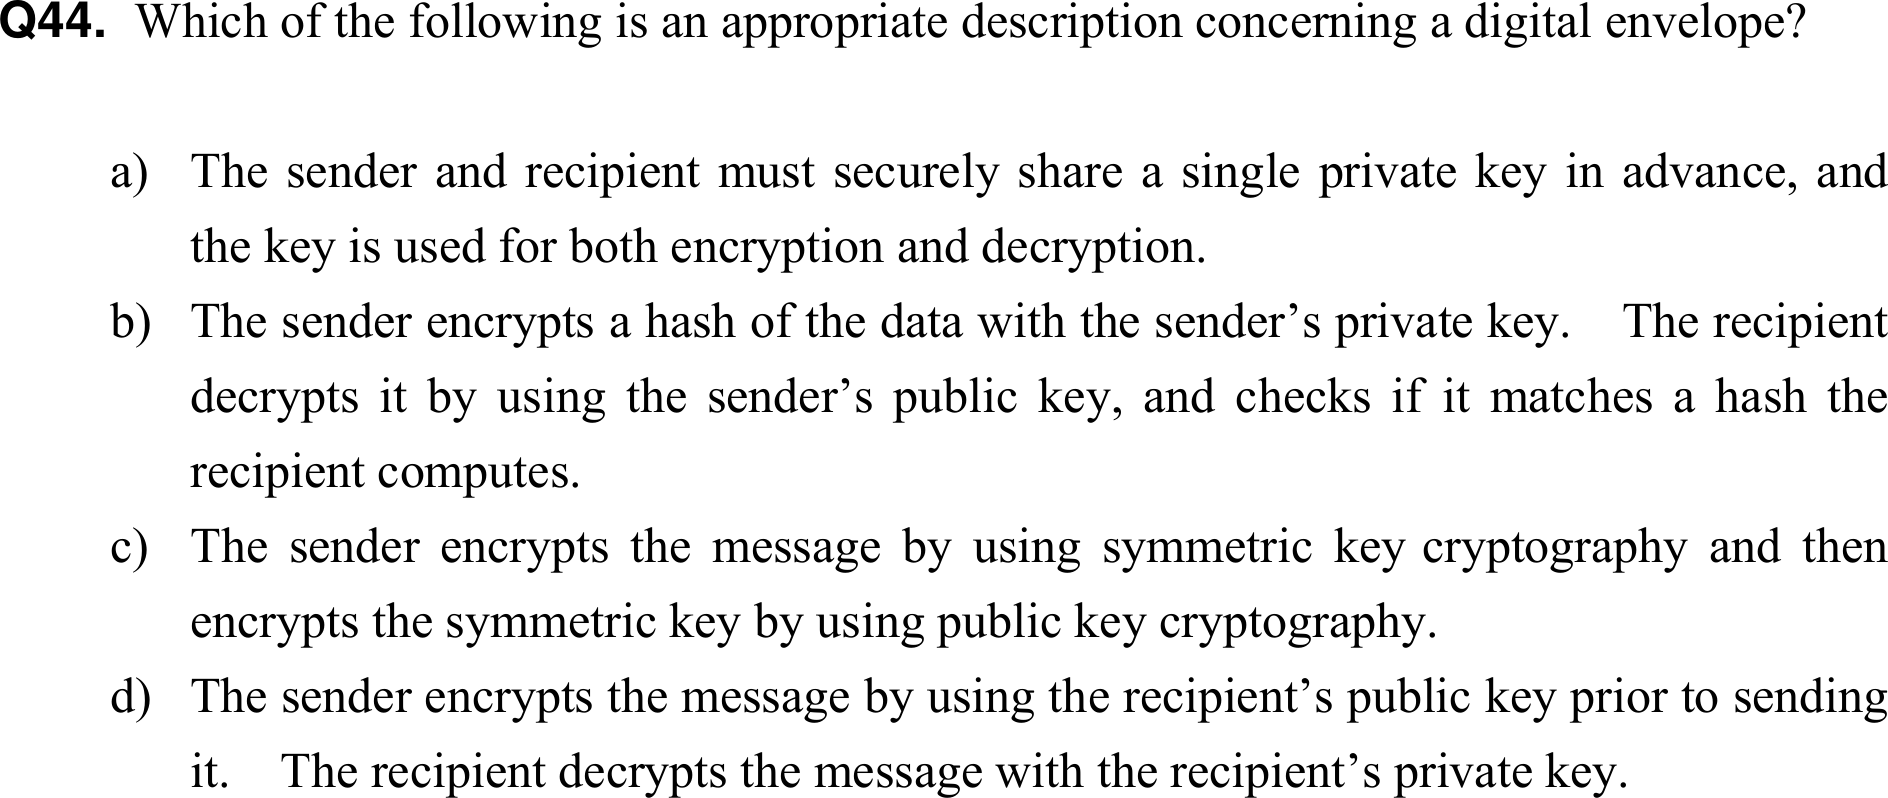 Q44. Which of the following is an appropriate description concerning a digital envelope?
a) The sender and recipient must securely share a single private key in advance, and
the key is used for both encryption and decryption.
b) The sender encrypts a hash of the data with the sender’s private key. The recipient
decrypts it by using the sender’s public key, and checks if it matches a hash the
recipient computes.
c) The sender encrypts the message by using symmetric key cryptography and then
encrypts the symmetric key by using public key cryptography.
d) The sender encrypts the message by using the recipient’s public key prior to sending
it. The recipient decrypts the message with the recipient’s private key.